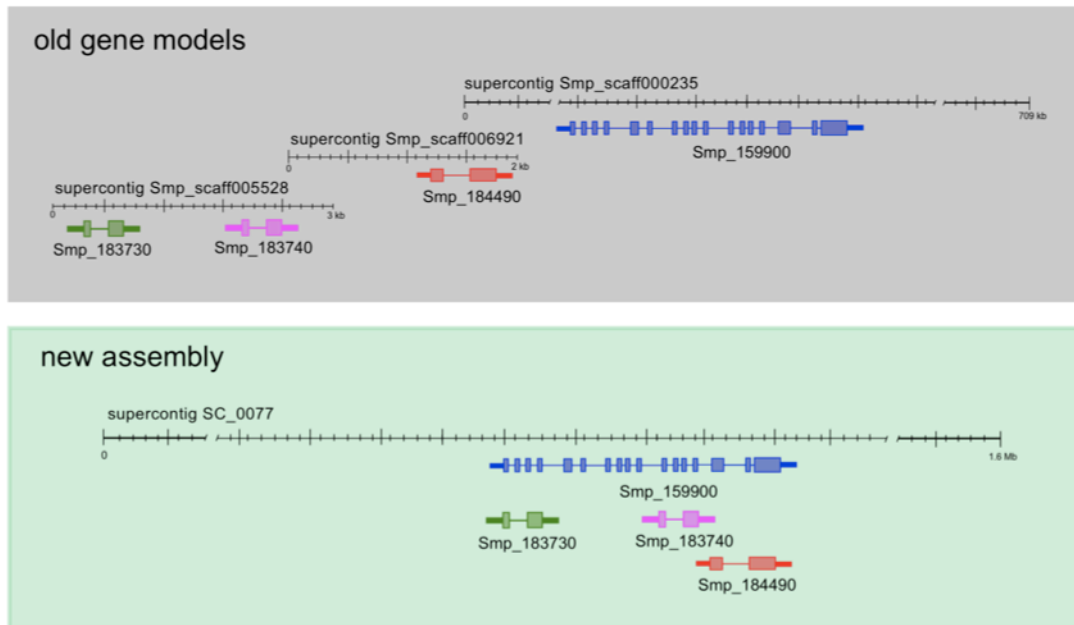 old gene models
supercontig Smp_scaff000235
0
709 kb
Smp_159900
supercontig Smp_scaff006921
0
2 kb
Smp_184490
supercontig Smp_scaff005528
0
3 kb
Smp_183730
Smp_183740
new assembly
supercontig SC_0077
0
1.6 Mb
Smp_159900
Smp_183730
Smp_183740
Smp_184490